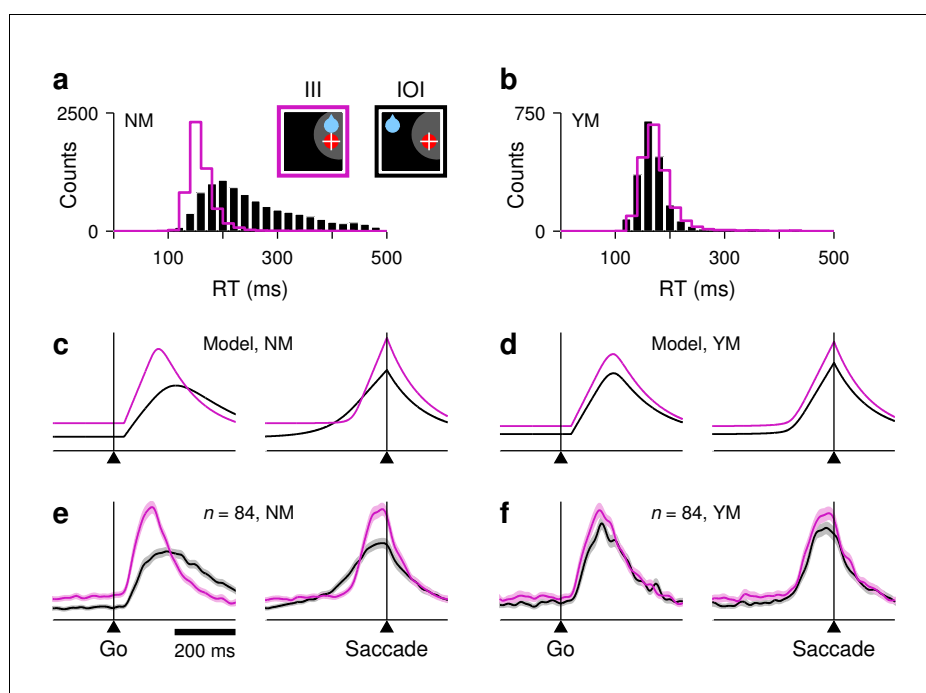 a
b
III
IOI
2500
NM
Counts
0
100
300
500
RT (ms)
750
YM
Counts
0
100
300
500
RT (ms)
c
Model, NM
d
Model, YM
e
n = 84, NM
f
n = 84, YM
Go
200 ms
Saccade
Go
Saccade